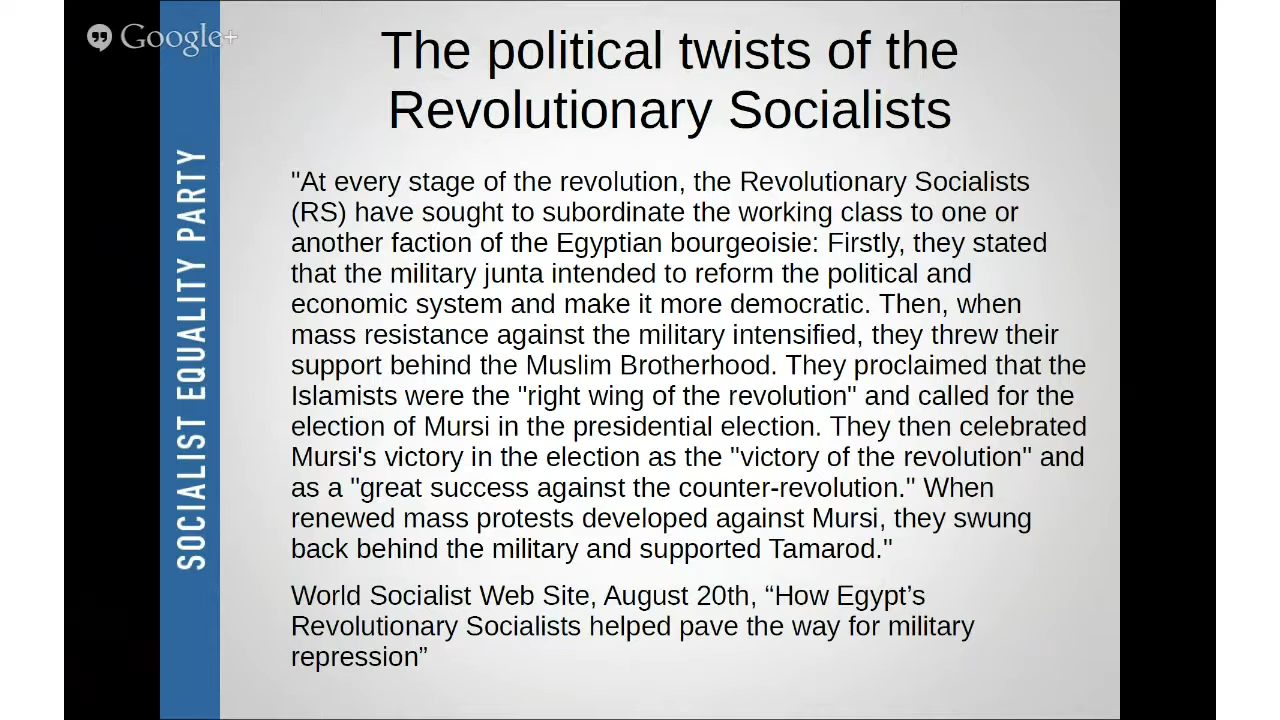 Google+
The political twists of the
Revolutionary Socialists
SOCIALIST EQUALITY PARTY
"At every stage of the revolution, the Revolutionary Socialists
(RS) have sought to subordinate the working class to one or
another faction of the Egyptian bourgeoisie: Firstly, they stated
that the military junta intended to reform the political and
economic system and make it more democratic. Then, when
mass resistance against the military intensified, they threw their
support behind the Muslim Brotherhood. They proclaimed that the
Islamists were the "right wing of the revolution" and called for the
election of Mursi in the presidential election. They then celebrated
Mursi's victory in the election as the "victory of the revolution" and
as a "great success against the counter-revolution." When
renewed mass protests developed against Mursi, they swung
back behind the military and supported Tamarod."
World Socialist Web Site, August 20th, “How Egypt’s
Revolutionary Socialists helped pave the way for military
repression”